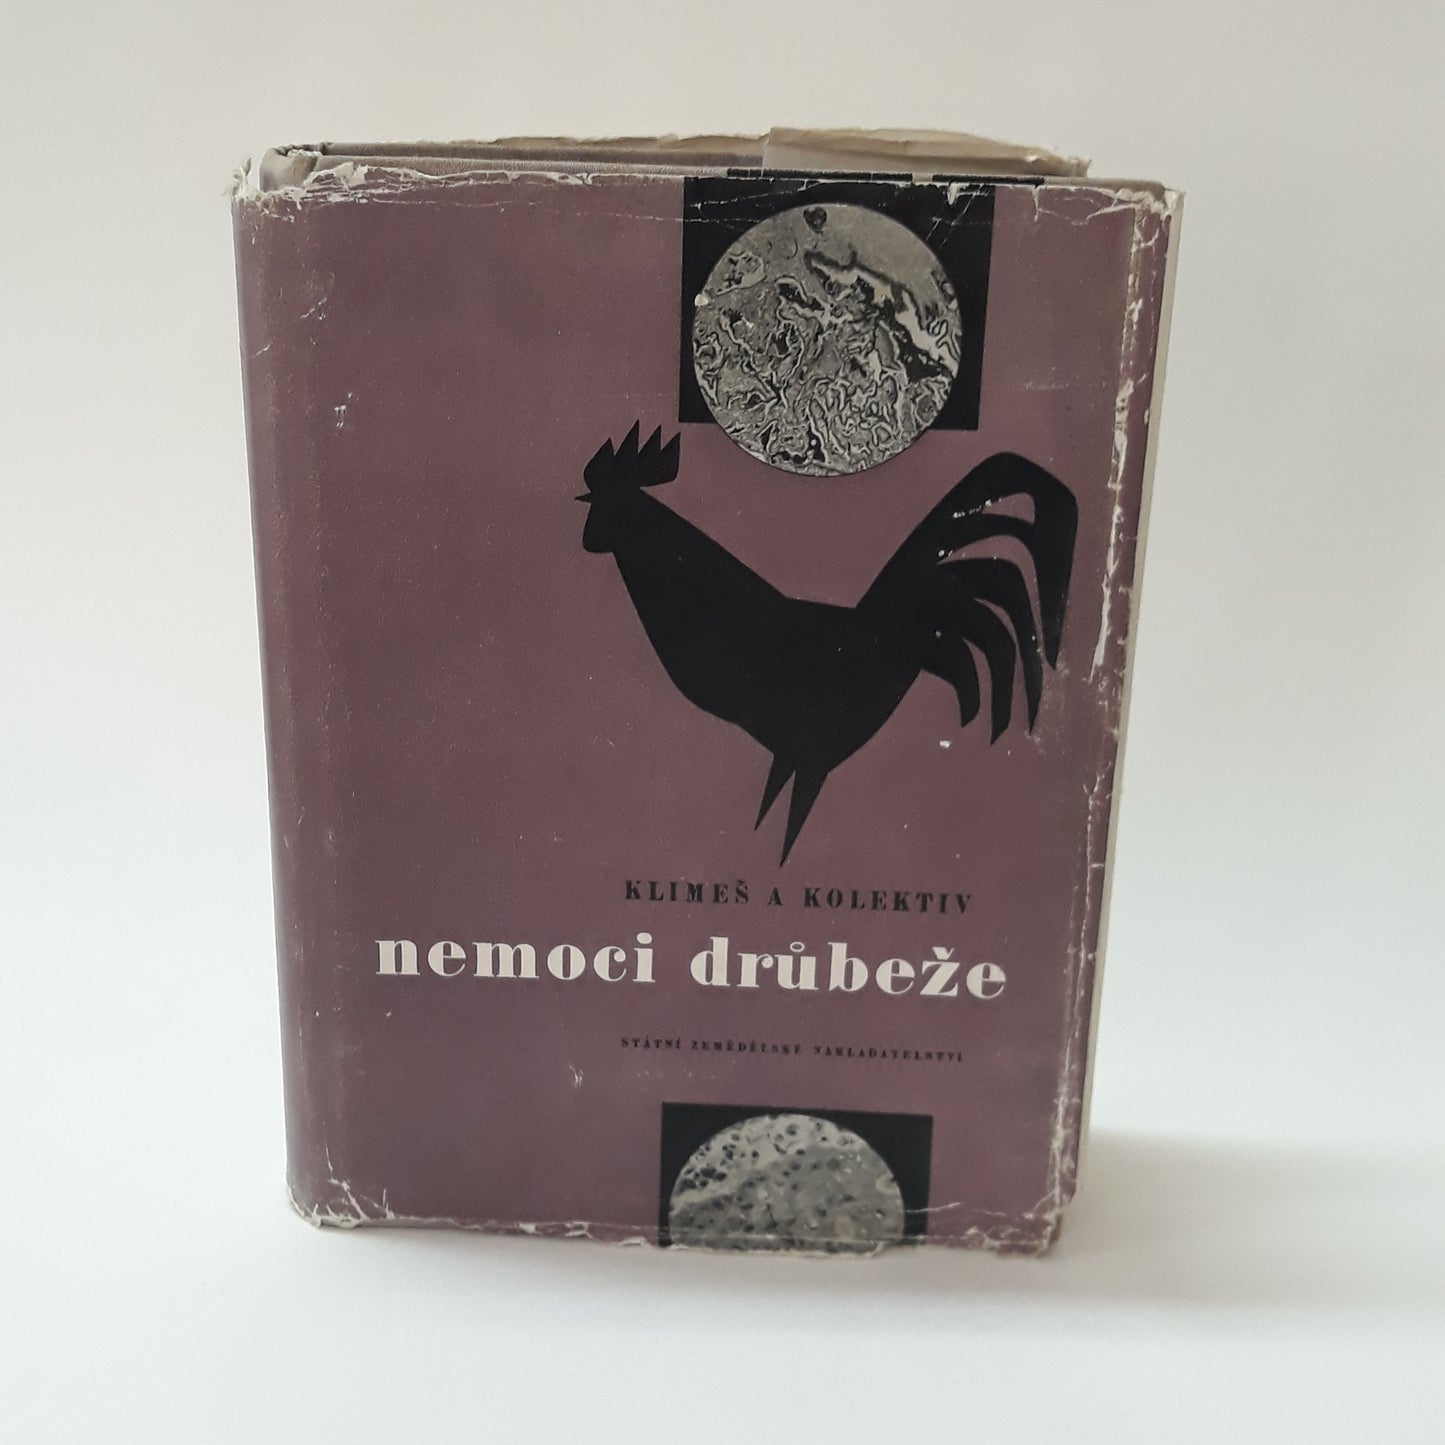 KLIMEŠ A KOLEKTIV
nemoci drůbeže
STÁTNÍ ZEMĚDĚLSKÉ NAKLADATELSTVÍ